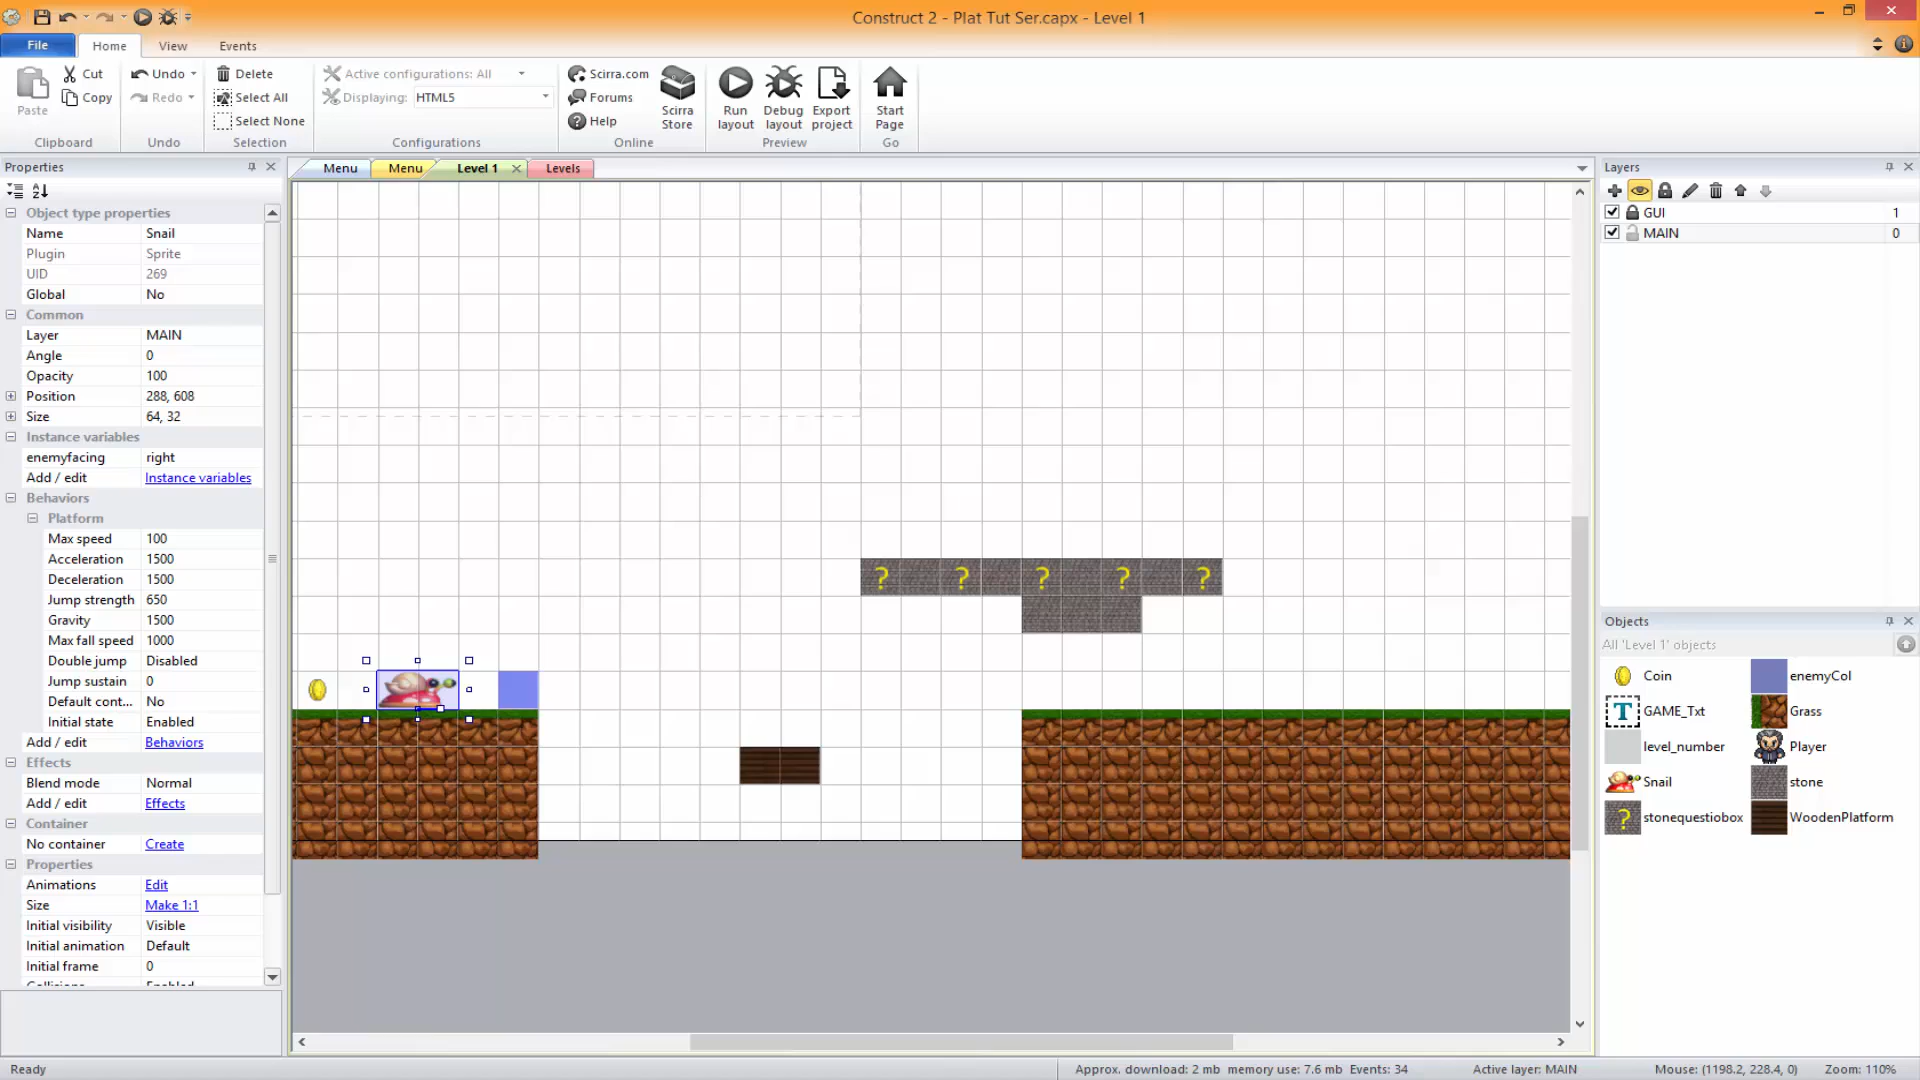 Construct 2 - Plat Tut Ser.capx - Level 1
File
Home
View
Events
Paste
Cut
Copy
Clipboard
Undo
Redo
Undo
Delete
Select All
Select None
Selection
Active configurations: All
Displaying:
HTML5
Configurations
Scirra.com
Forums
Help
Scirra Store
Online
Run layout
Debug layout
Export project
Preview
Start Page
Go
Properties
Menu
Menu
Level 1
Levels
Layers
Object type properties
Name Snail
Plugin Sprite
UID 269
Global No
Common
Layer MAIN
Angle 0
Opacity 100
Position 288, 608
Size 64, 32
Instance variables
enemyfacing right
Add / edit Instance variables
Behaviors
Platform
Max speed 100
Acceleration 1500
Deceleration 1500
Jump strength 650
Gravity 1500
Max fall speed 1000
Double jump Disabled
Jump sustain 0
Default cont... No
Initial state Enabled
Add / edit Behaviors
Effects
Blend mode Normal
Add / edit Effects
Container
No container Create
Properties
Animations Edit
Size Make 1:1
Initial visibility Visible
Initial animation Default
Initial frame 0
Collisions Enabled
? ? ? ? ?
GUI 1
MAIN 0
Objects
All 'Level 1' objects
Coin
enemyCol
T GAME_Txt
Grass
level_number
Player
Snail
stone
? stonequestiobox
WoodenPlatform
Ready
Approx. download: 2 mb memory use: 7.6 mb Events: 34
Active layer: MAIN
Mouse: (1198.2, 228.4, 0)
Zoom: 110%